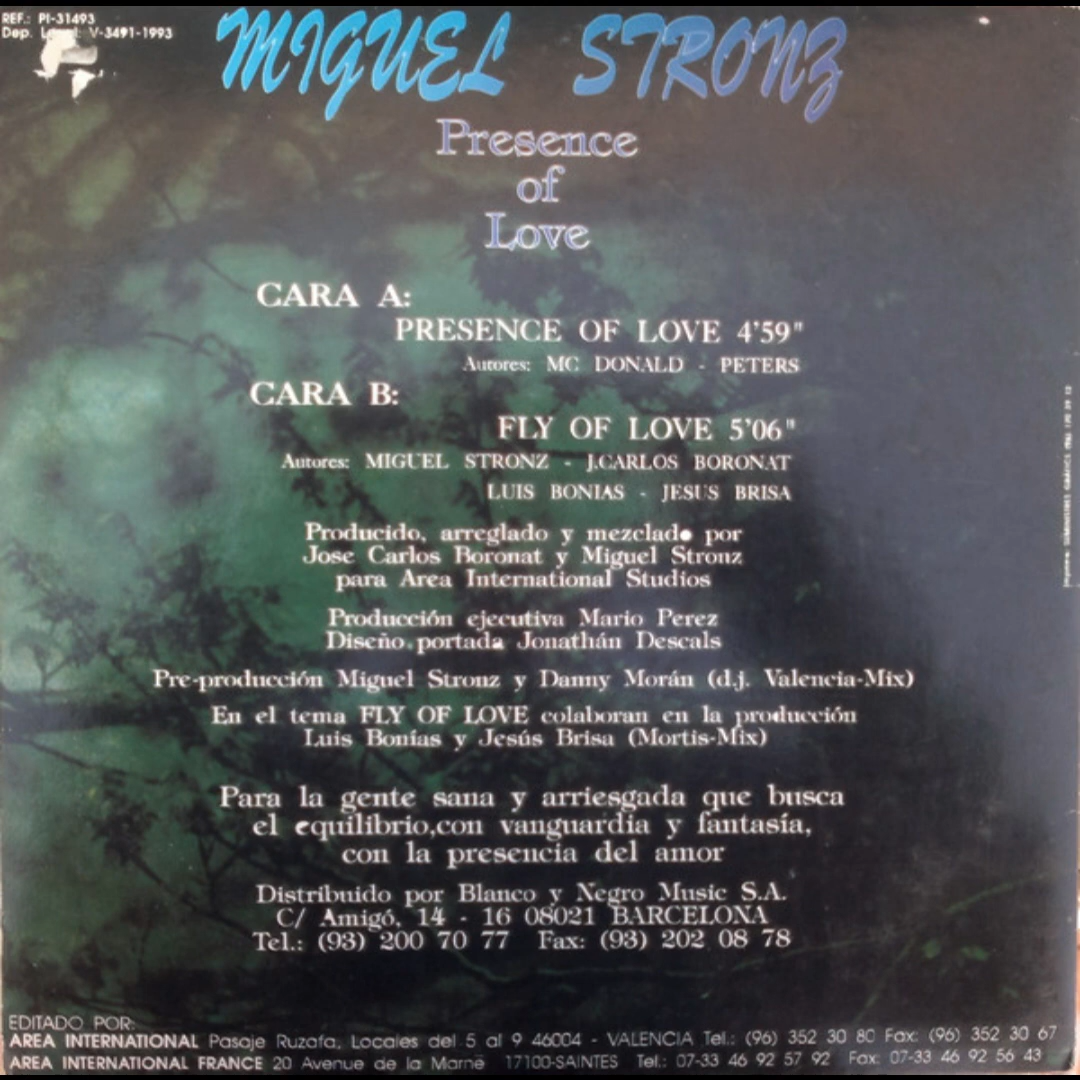 REF.: PI-31493
Dep. V-3491-1993
MIGUEL STRONZ
Presence
of
Love
CARA A:
PRESENCE OF LOVE 4'59"
Autores: MC DONALD - PETERS
CARA B:
FLY OF LOVE 5'06"
Autores: MIGUEL STRONZ - J.CARLOS BORONAT
LUIS BONIAS - JESUS BRISA
Producido, arreglado y mezclado por
Jose Carlos Boronat y Miguel Stronz
para Area International Studios
Producción ejecutiva Mario Perez
Diseño portada Jonathán Descals
Pre-producción Miguel Stronz y Danny Morán (d.j. Valencia-Mix)
En el tema FLY OF LOVE colaboran en la producción
Luis Bonías y Jesús Brisa (Mortis-Mix)
Para la gente sana y arriesgada que busca
el equilibrio,con vanguardia y fantasía,
con la presencia del amor
Distribuido por Blanco y Negro Music S.A.
C/ Amigó, 14 - 16 08021 BARCELONA
Tel.: (93) 200 70 77 Fax: (93) 202 08 78
EDITADO POR:
AREA INTERNATIONAL Pasaje Ruzafa, Locales del 5 al 9 46004 - VALENCIA Tel.: (96) 352 30 80 Fax: (96) 352 30 67
AREA INTERNATIONAL FRANCE 20 Avenue de la Marne 17100-SAINTES Tel.: 07-33 46 92 57 92 Fax: 07-33 46 92 56 43